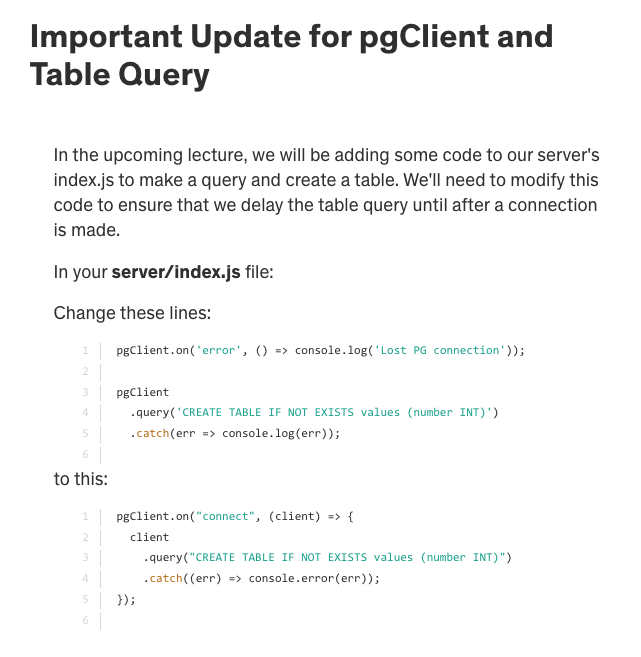 Important Update for pgClient and
Table Query
In the upcoming lecture, we will be adding some code to our server's
index.js to make a query and create a table. We'll need to modify this
code to ensure that we delay the table query until after a connection
is made.
In your server/index.js file:
Change these lines:
1 pgClient.on('error', () => console.log('Lost PG connection'));
2
3 pgClient
4   .query('CREATE TABLE IF NOT EXISTS values (number INT)')
5   .catch(err => console.log(err));
6
to this:
1 pgClient.on("connect", (client) => {
2   client
3     .query("CREATE TABLE IF NOT EXISTS values (number INT)")
4     .catch((err) => console.error(err));
5 });
6